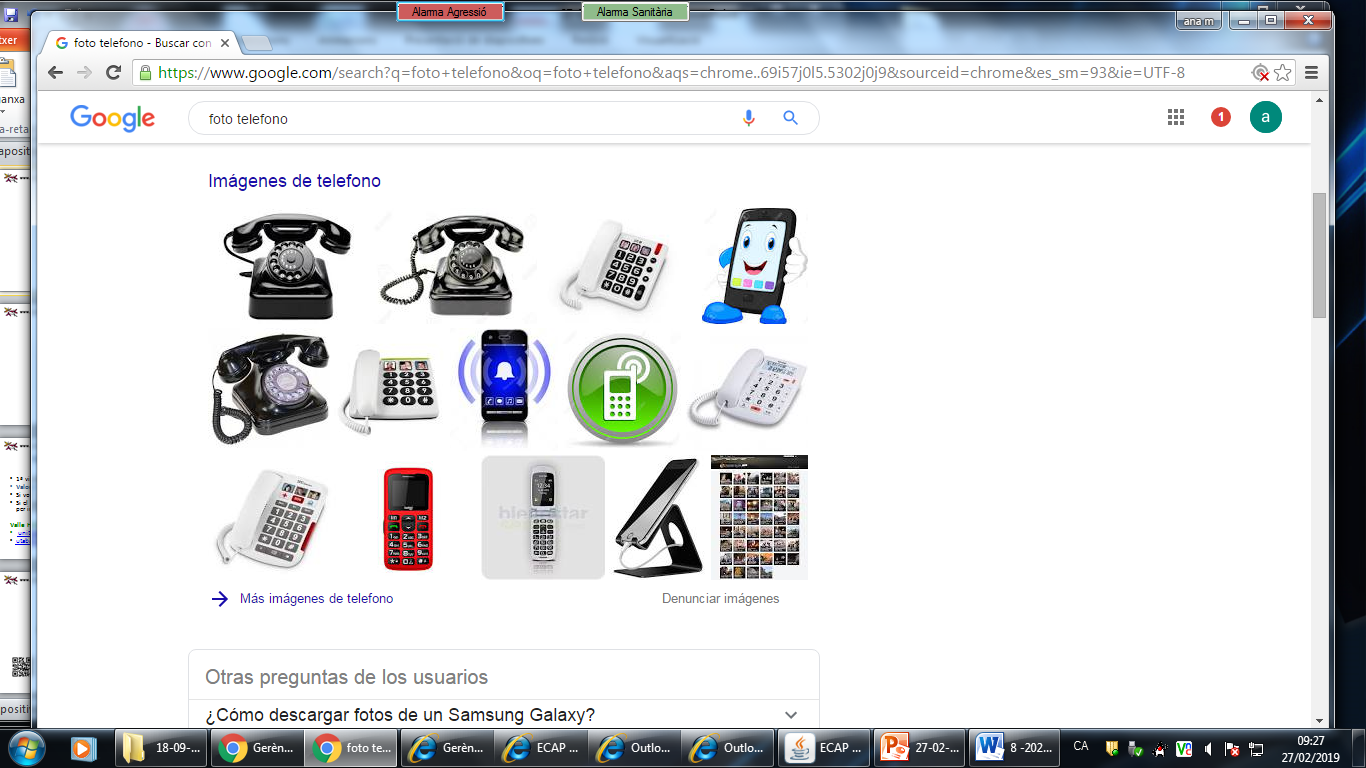 Alarma Agressió
Alarma Sanitària
ana m
foto telefono - Buscar con
https://www.google.com/search?q=foto+telefono&oq=foto+telefono&aqs=chrome..69i57j0l5.5302j0j9&sourceid=chrome&es_sm=93&ie=UTF-8
Google
foto telefono
1
a
Imágenes de telefono
Más imágenes de telefono
Denunciar imágenes
Otras preguntas de los usuarios
¿Cómo descargar fotos de un Samsung Galaxy?
18-09-...
Gerèn...
foto te...
Gerèn...
ECAP ...
Outlo...
Outlo...
ECAP ...
27-02-...
8 -202...
CA
09:27
27/02/2019